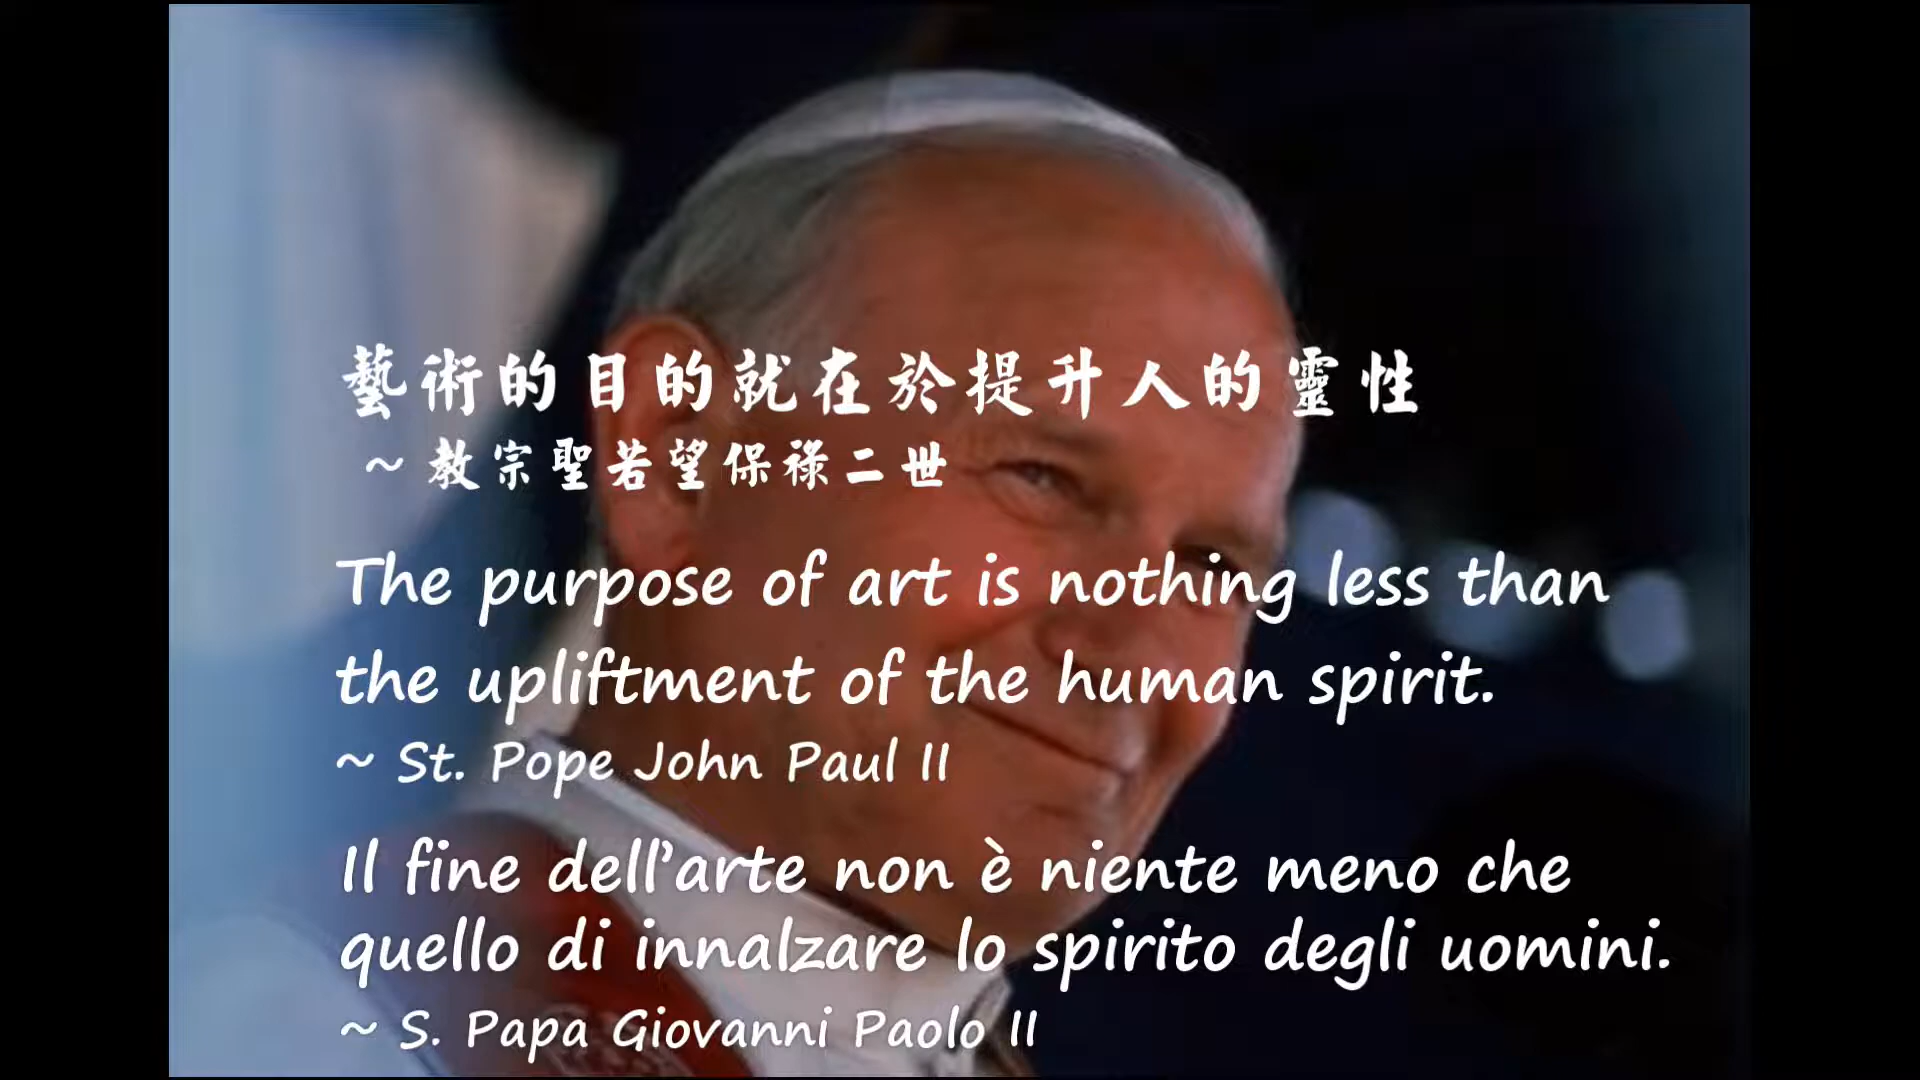 藝術的目的就在於提升人的靈性
~ 教宗聖若望保祿二世
The purpose of art is nothing less than
the upliftment of the human spirit.
~ St. Pope John Paul II
Il fine dell’arte non è niente meno che
quello di innalzare lo spirito degli uomini.
~ S. Papa Giovanni Paolo II